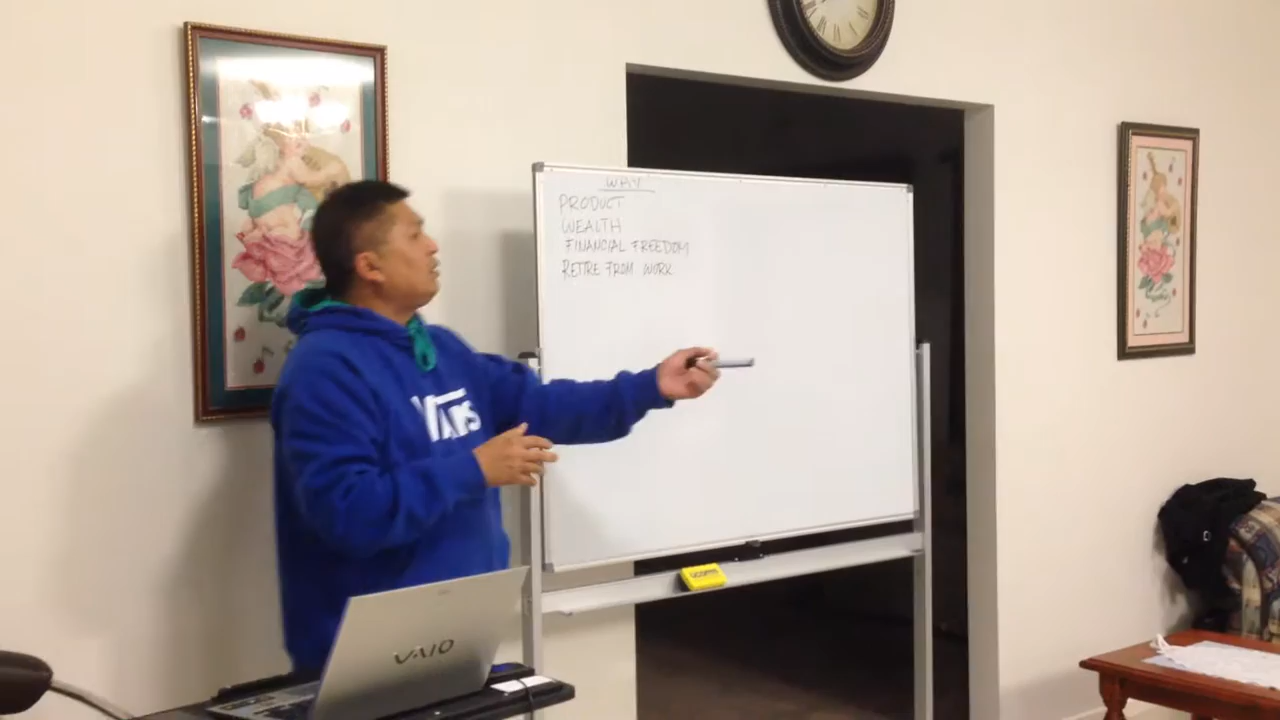 WHY
PRODUCT
WEALTH
FINANCIAL FREEDOM
RETIRE FROM WORK
VANS
VAIO